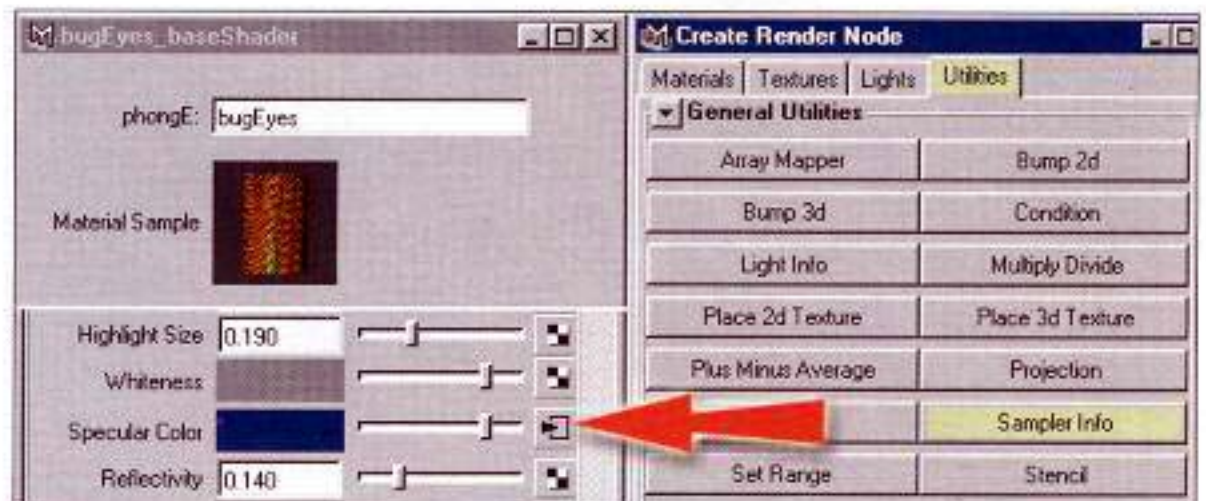 bugEyes_baseShader
phongE: bugEyes
Material Sample
Highlight Size 0.190
Whiteness
Specular Color
Reflectivity 0.140
Create Render Node
Materials Textures Lights Utilities
General Utilities
Array Mapper Bump 2d
Bump 3d Condition
Light Info Multiply Divide
Place 2d Texture Place 3d Texture
Plus Minus Average Projection
Sampler Info
Set Range Stencil